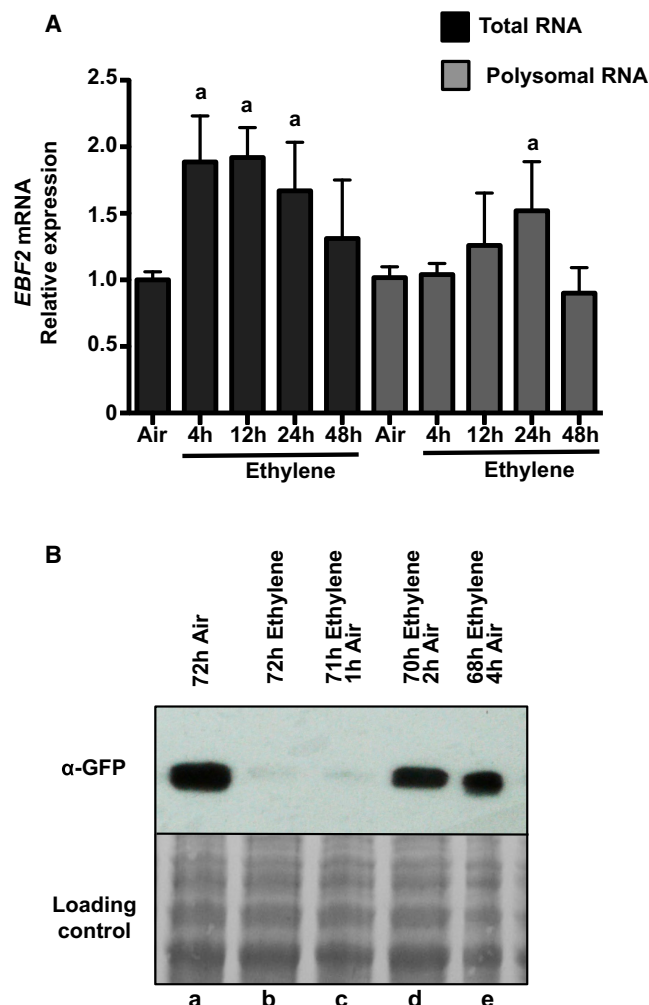 A
Total RNA
Polysomal RNA
EBF2 mRNA
Relative expression
2.5
2.0
1.5
1.0
0.5
0
a
a
a
a
Air
4h
12h
24h
48h
Air
4h
12h
24h
48h
Ethylene
Ethylene
B
72h Air
72h Ethylene
71h Ethylene
1h Air
70h Ethylene
2h Air
68h Ethylene
4h Air
α-GFP
Loading
control
a
b
c
d
e